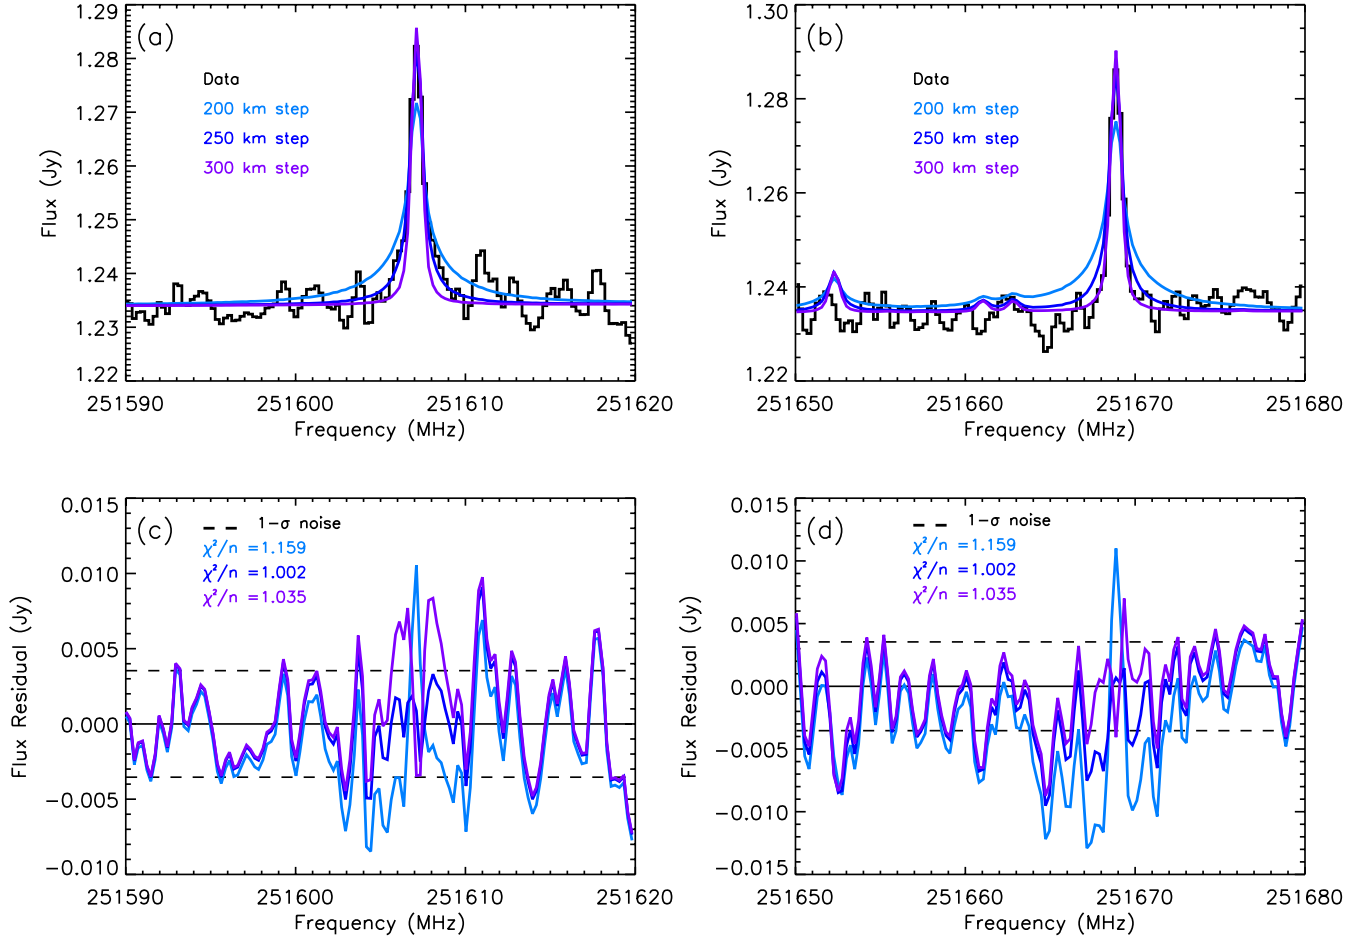 (a)
Data
200 km step
250 km step
300 km step
1.29
1.28
1.27
1.26
1.25
1.24
1.23
1.22
Flux (Jy)
251590
251600
251610
251620
Frequency (MHz)
(b)
Data
200 km step
250 km step
300 km step
1.30
1.28
1.26
1.24
1.22
Flux (Jy)
251650
251660
251670
251680
Frequency (MHz)
(c)
1-σ noise
χ²/n =1.159
χ²/n =1.002
χ²/n =1.035
0.015
0.010
0.005
0.000
−0.005
−0.010
Flux Residual (Jy)
251590
251600
251610
251620
Frequency (MHz)
(d)
1-σ noise
χ²/n =1.159
χ²/n =1.002
χ²/n =1.035
0.015
0.010
0.005
0.000
−0.005
−0.010
−0.015
Flux Residual (Jy)
251650
251660
251670
251680
Frequency (MHz)